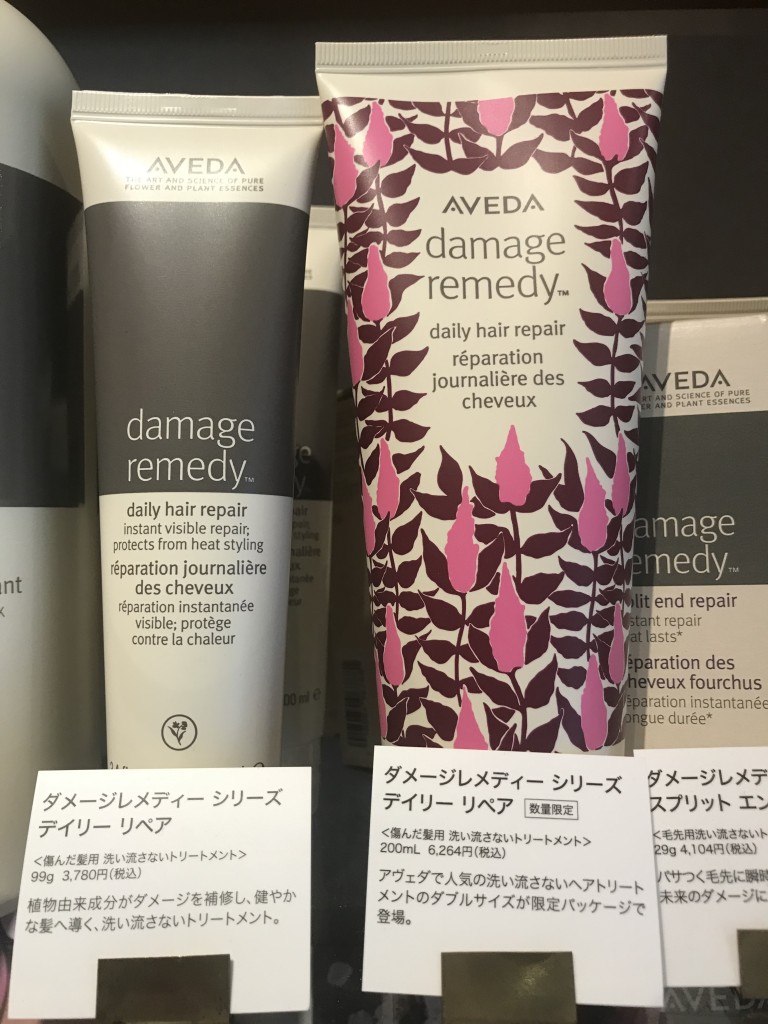 AVEDA
THE ART AND SCIENCE OF PURE
FLOWER AND PLANT ESSENCES
damage
remedy™
daily hair repair
instant visible repair;
protects from heat styling
réparation journalière
des cheveux
réparation instantanée
visible; protège
contre la chaleur
AVEDA
damage
remedy™
daily hair repair
réparation
journalière des
cheveux
AVEDA
ART AND SCIENCE OF PURE
AND PLANT ESSENCES
amage
emedy™
lit end repair
stant repair
at lasts*
éparation des
heveux fourchus
éparation instantanée
ongue durée*
ダメージレメディー シリーズ
デイリー リペア
<傷んだ髪用 洗い流さないトリートメント>
99g 3,780円(税込)
植物由来成分がダメージを補修し、健やか
な髪へ導く、洗い流さないトリートメント。
ダメージレメディー シリーズ
デイリー リペア 数量限定
<傷んだ髪用 洗い流さないトリートメント>
200mL 6,264円(税込)
アヴェダで人気の洗い流さないヘアトリート
メントのダブルサイズが限定パッケージで
登場。
ダメージレメデ
スプリット エン
<毛先用洗い流さないト
29g 4,104円(税込)
パサつく毛先に瞬時
未来のダメージに
AVEDA